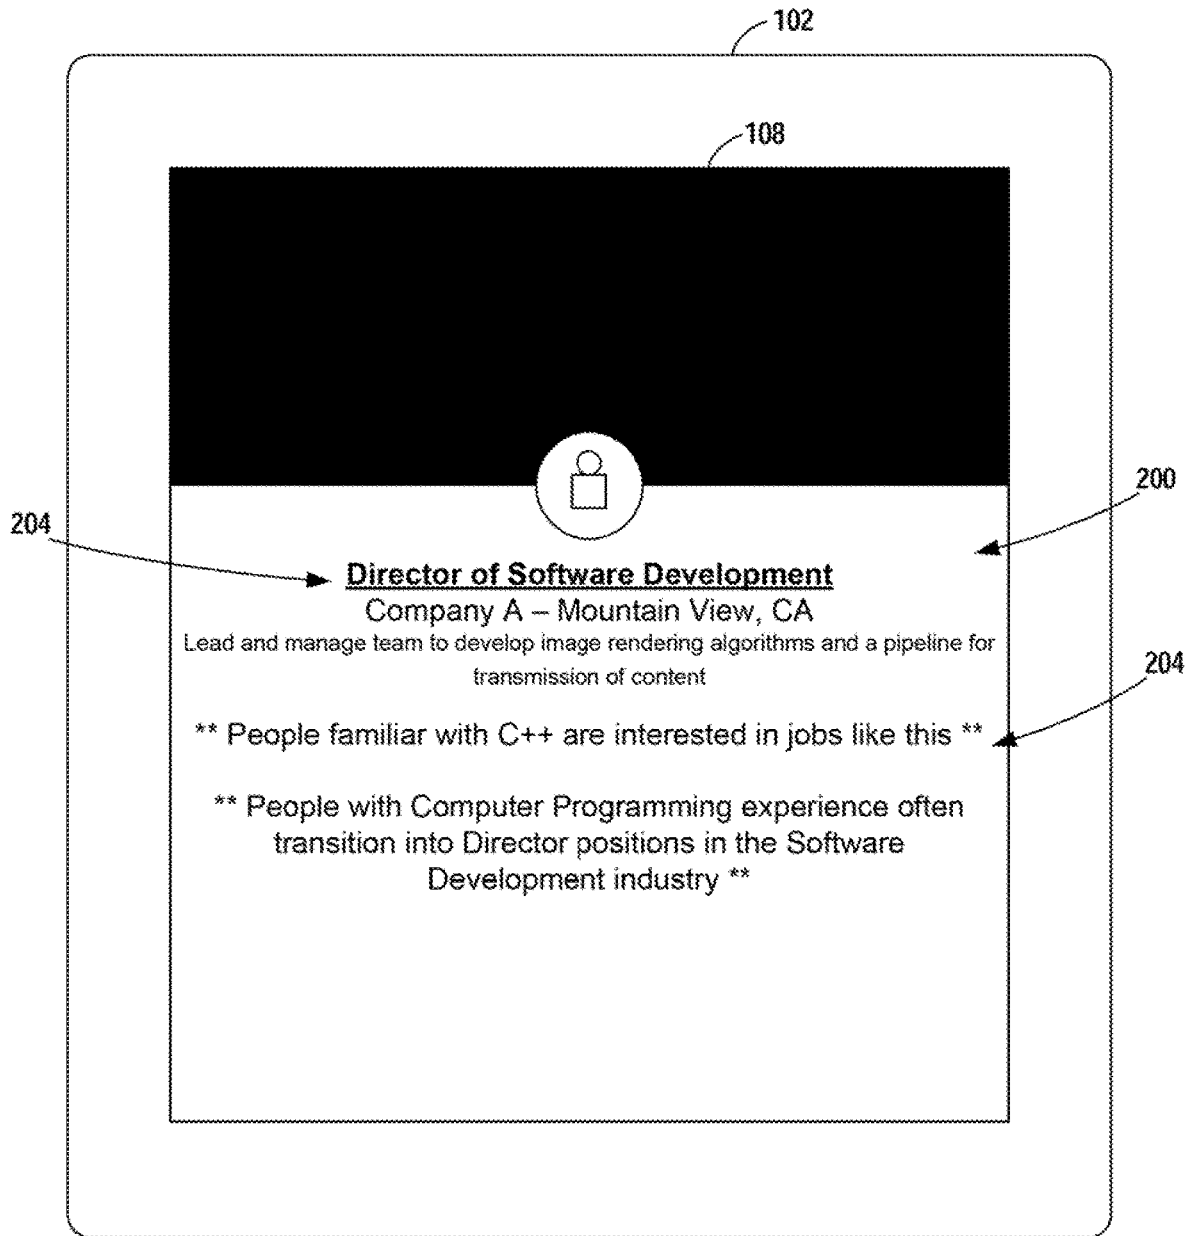 102
108
200
204
Director of Software Development
Company A – Mountain View, CA
Lead and manage team to develop image rendering algorithms and a pipeline for
transmission of content
204
** People familiar with C++ are interested in jobs like this **
** People with Computer Programming experience often
transition into Director positions in the Software
Development industry **